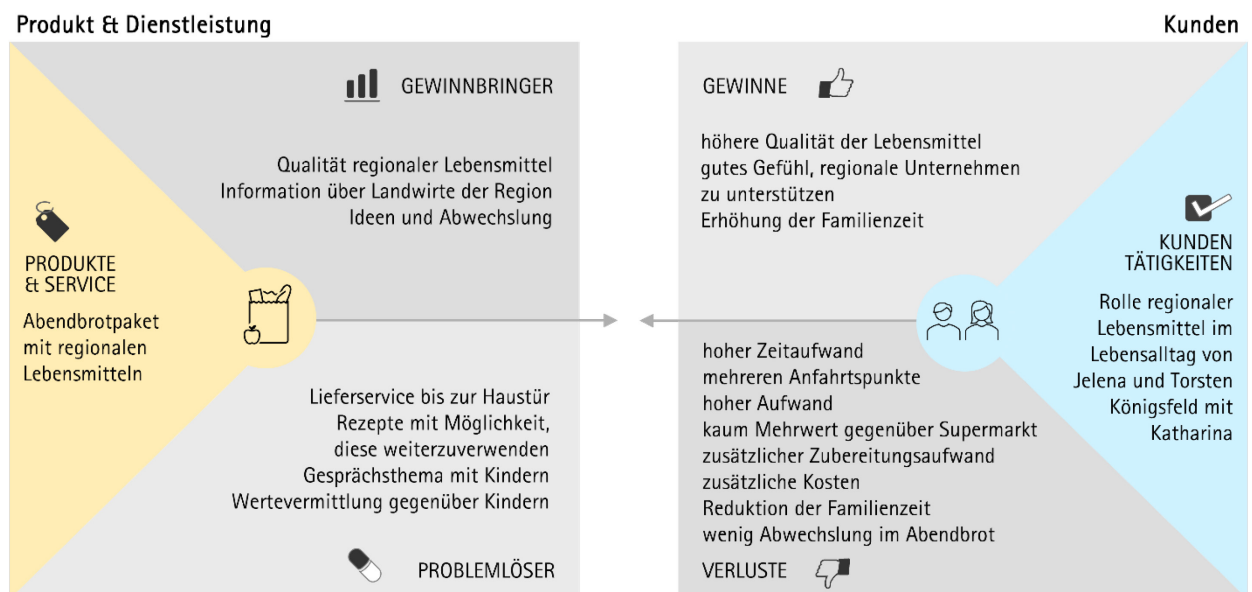 Produkt & Dienstleistung
GEWINNBRINGER
Qualität regionaler Lebensmittel
Information über Landwirte der Region
Ideen und Abwechslung
PRODUKTE
& SERVICE
Abendbrotpaket
mit regionalen
Lebensmitteln
Lieferservice bis zur Haustür
Rezepte mit Möglichkeit,
diese weiterzuverwenden
Gesprächsthema mit Kindern
Wertevermittlung gegenüber Kindern
PROBLEMLÖSER
Kunden
GEWINNE
höhere Qualität der Lebensmittel
gutes Gefühl, regionale Unternehmen
zu unterstützen
Erhöhung der Familienzeit
KUNDEN
TÄTIGKEITEN
Rolle regionaler
Lebensmittel im
Lebensalltag von
Jelena und Torsten
Königsfeld mit
Katharina
hoher Zeitaufwand
mehreren Anfahrtspunkte
hoher Aufwand
kaum Mehrwert gegenüber Supermarkt
zusätzlicher Zubereitungsaufwand
zusätzliche Kosten
Reduktion der Familienzeit
wenig Abwechslung im Abendbrot
VERLUSTE